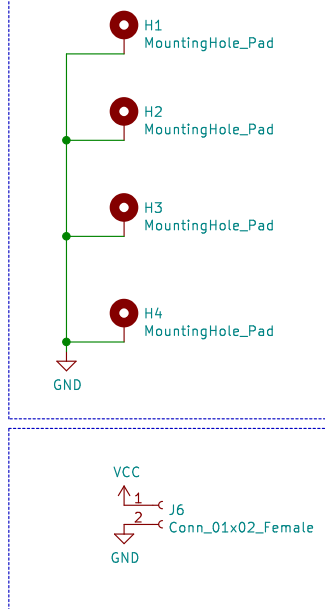 H1
MountingHole_Pad
H2
MountingHole_Pad
H3
MountingHole_Pad
H4
MountingHole_Pad
GND
VCC
1
J6
2
Conn_01x02_Female
GND